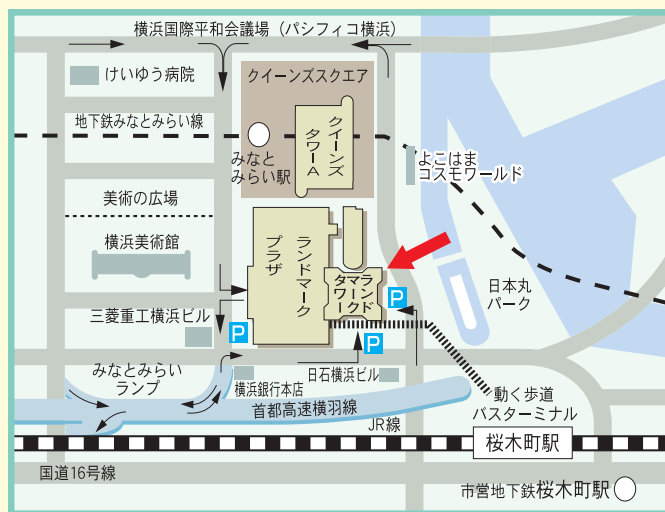 横浜国際平和会議場（パシフィコ横浜）
けいゆう病院
クイーンズスクエア
地下鉄みなとみらい線
クイーンズ
タワーA
みなと
みらい駅
よこはま
コスモワールド
美術の広場
横浜美術館
ランドマーク
プラザ
ランド
マーク
タワー
日本丸
パーク
P
三菱重工横浜ビル
P
P
みなとみらい
ランプ
横浜銀行本店
日石横浜ビル
動く歩道
バスターミナル
首都高速横羽線
JR線
桜木町駅
国道16号線
市営地下鉄桜木町駅